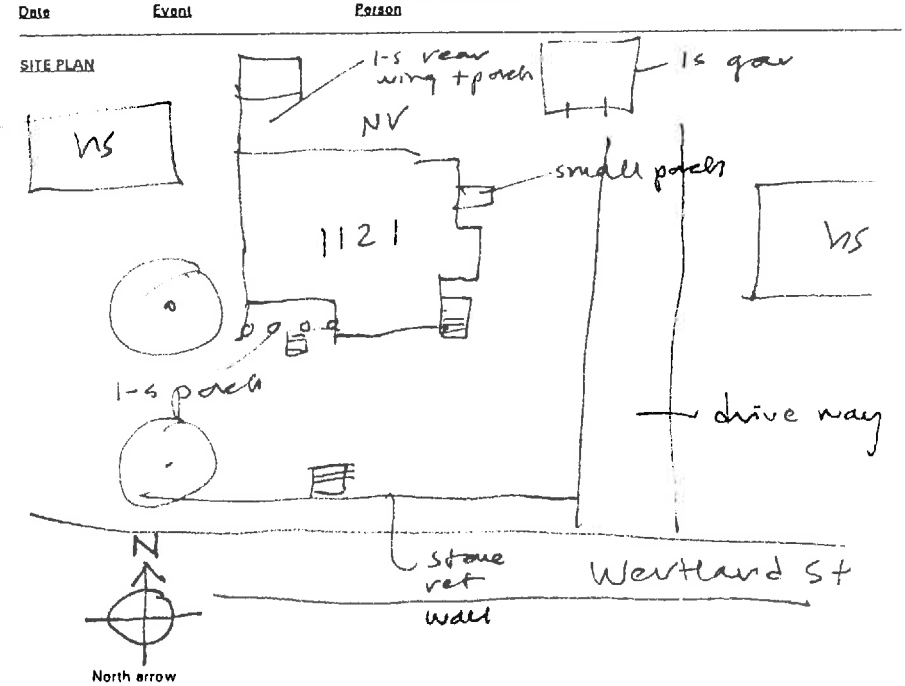 Date Event Person
SITE PLAN
1-s rear
wing + porch
1s gar
NV
hs
small porch
1121
hs
1-s porch
drive way
N
stone
ret
wall
Wertland St
North arrow